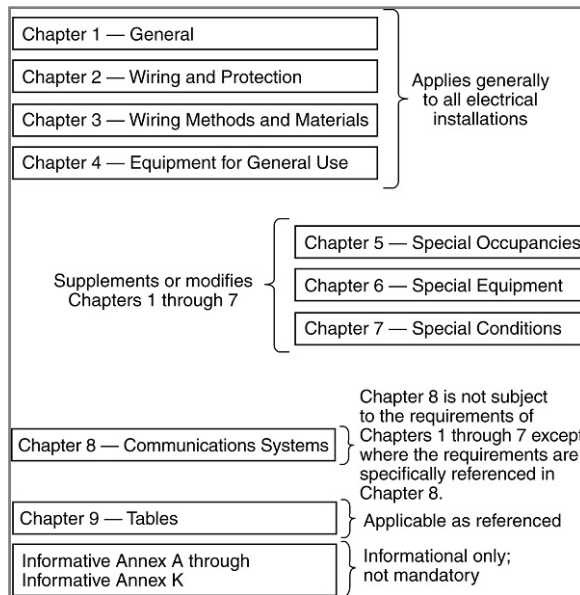 Chapter 1 — General
Chapter 2 — Wiring and Protection
Chapter 3 — Wiring Methods and Materials
Chapter 4 — Equipment for General Use
Applies generally
to all electrical
installations
Supplements or modifies
Chapters 1 through 7
Chapter 5 — Special Occupancies
Chapter 6 — Special Equipment
Chapter 7 — Special Conditions
Chapter 8 — Communications Systems
Chapter 8 is not subject
to the requirements of
Chapters 1 through 7 except
where the requirements are
specifically referenced in
Chapter 8.
Chapter 9 — Tables
Applicable as referenced
Informative Annex A through
Informative Annex K
Informational only;
not mandatory